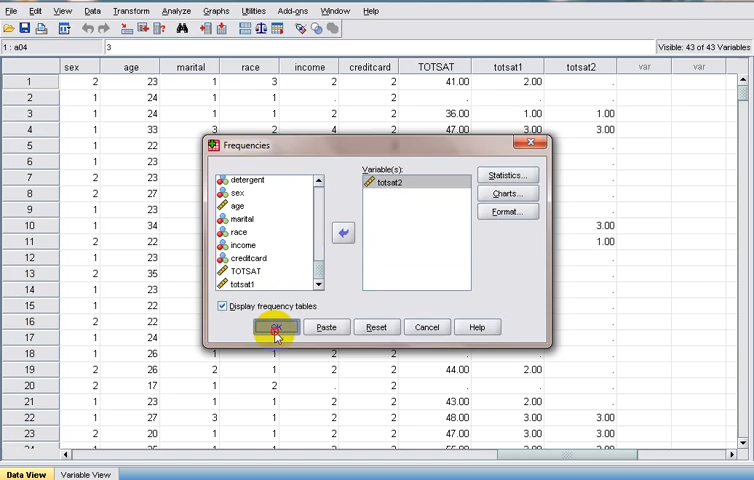 File Edit View Data Transform Analyze Graphs Utilities Add-ons Window Help
1 : a04 3 Visible: 43 of 43 Variables
sex age marital race income creditcard TOTSAT totsat1 totsat2 var var
1 2 23 1 3 2 2 41.00 2.00 .
2 1 24 1 1 . 2 . . .
3 1 24 1 1 2 2 36.00 1.00 1.00
4 1 33 3 2 4 2 47.00 3.00 3.00
5 1 22
6 1 23
7 2 23
8 2 27
9 1 23
10 1 34 3.00
11 2 22 1.00
12 1 23
13 2 35
14 1 23
15 1 22
16 2 22
17 1 24
18 1 26 1 1 2 2 . . .
19 1 26 2 1 2 2 44.00 2.00 .
20 2 17 1 2 . 2 . . .
21 1 23 1 1 2 2 43.00 2.00 .
22 1 27 3 1 2 2 48.00 3.00 3.00
23 2 20 1 1 2 2 47.00 3.00 3.00
Frequencies
Variable(s):
detergent
sex
age
marital
race
income
creditcard
TOTSAT
totsat1
totsat2
Statistics...
Charts...
Format...
Display frequency tables
OK Paste Reset Cancel Help
Data View Variable View